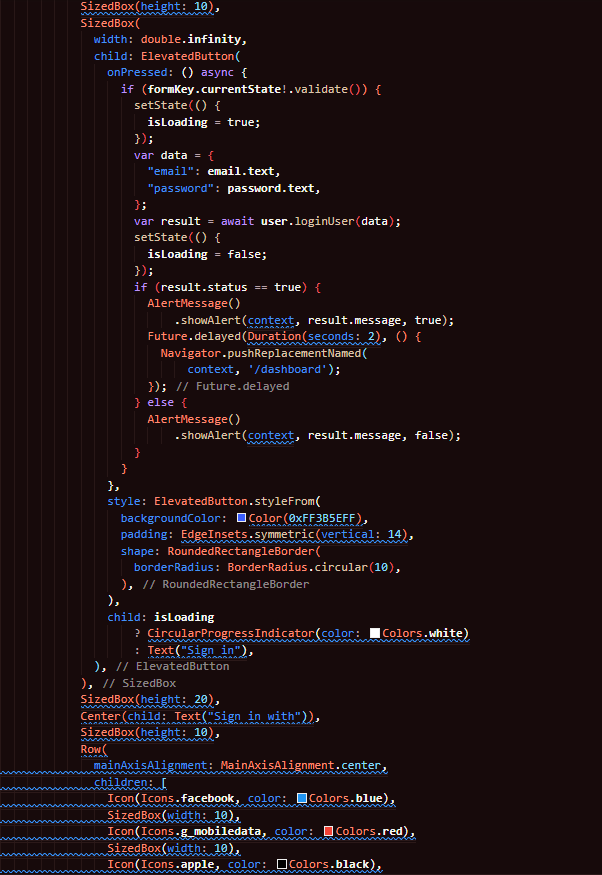 SizedBox(height: 10),
SizedBox(
  width: double.infinity,
  child: ElevatedButton(
    onPressed: () async {
      if (formKey.currentState!.validate()) {
        setState(() {
          isLoading = true;
        });
        var data = {
          "email": email.text,
          "password": password.text,
        };
        var result = await user.loginUser(data);
        setState(() {
          isLoading = false;
        });
        if (result.status == true) {
          AlertMessage()
              .showAlert(context, result.message, true);
          Future.delayed(Duration(seconds: 2), () {
            Navigator.pushReplacementNamed(
                context, '/dashboard');
          }); // Future.delayed
        } else {
          AlertMessage()
              .showAlert(context, result.message, false);
        }
      }
    },
    style: ElevatedButton.styleFrom(
      backgroundColor: Color(0xFF3B5EFF),
      padding: EdgeInsets.symmetric(vertical: 14),
      shape: RoundedRectangleBorder(
        borderRadius: BorderRadius.circular(10),
      ), // RoundedRectangleBorder
    ),
    child: isLoading
        ? CircularProgressIndicator(color: Colors.white)
        : Text("Sign in"),
  ), // ElevatedButton
), // SizedBox
SizedBox(height: 20),
Center(child: Text("Sign in with")),
SizedBox(height: 10),
Row(
  mainAxisAlignment: MainAxisAlignment.center,
  children: [
    Icon(Icons.facebook, color: Colors.blue),
    SizedBox(width: 10),
    Icon(Icons.g_mobiledata, color: Colors.red),
    SizedBox(width: 10),
    Icon(Icons.apple, color: Colors.black),